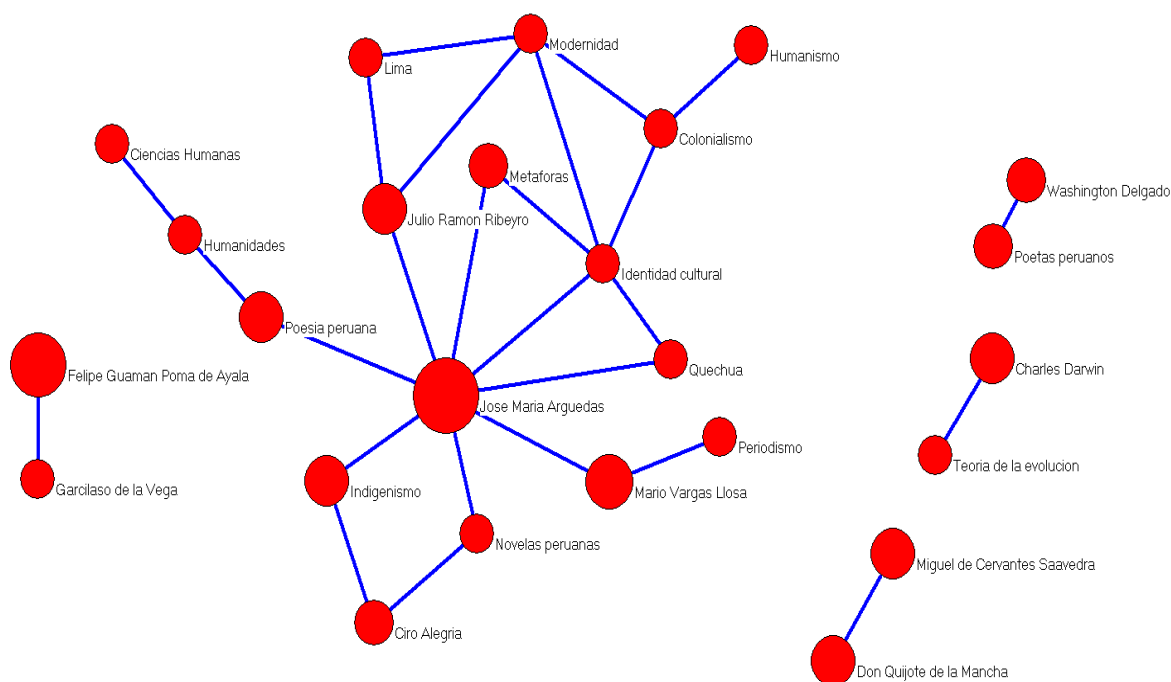 Modernidad
Humanismo
Lima
Colonialismo
Ciencias Humanas
Metaforas
Washington Delgado
Julio Ramon Ribeyro
Humanidades
Poetas peruanos
Identidad cultural
Poesia peruana
Charles Darwin
Quechua
Felipe Guaman Poma de Ayala
Jose Maria Arguedas
Periodismo
Teoria de la evolucion
Garcilaso de la Vega
Indigenismo
Mario Vargas Llosa
Novelas peruanas
Miguel de Cervantes Saavedra
Ciro Alegria
Don Quijote de la Mancha